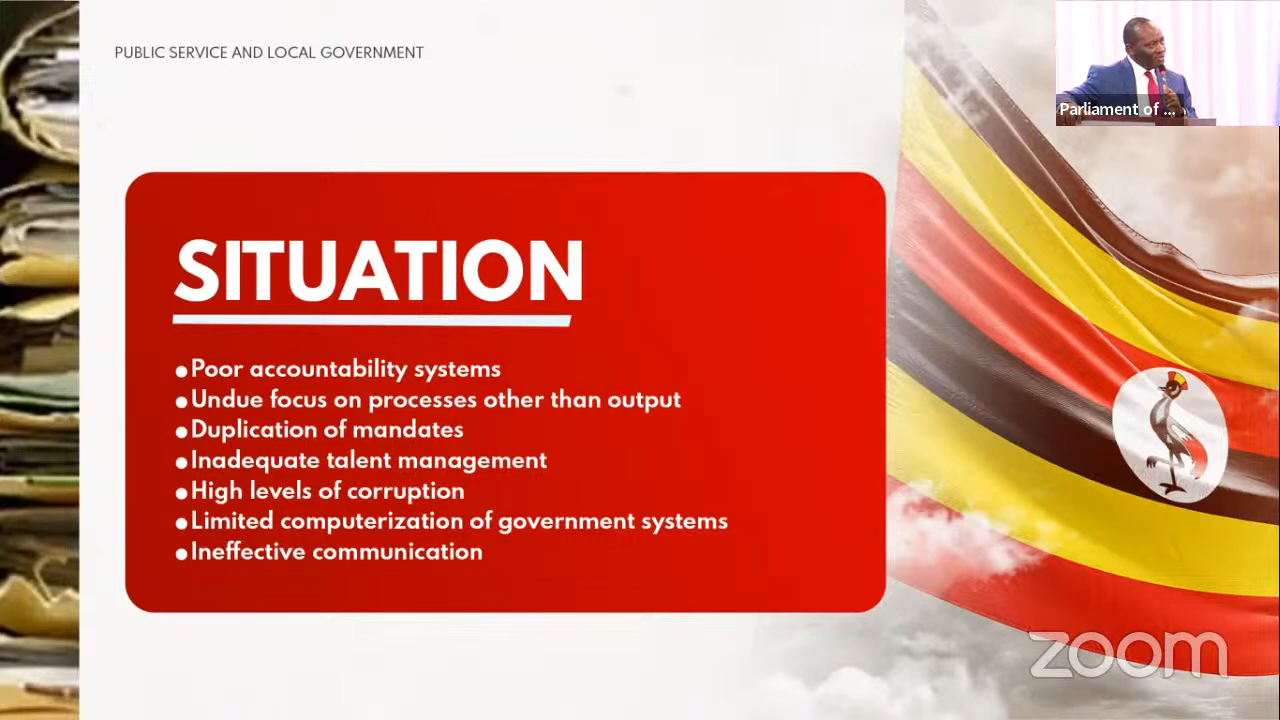 PUBLIC SERVICE AND LOCAL GOVERNMENT
Parliament of ...
SITUATION
●Poor accountability systems
●Undue focus on processes other than output
●Duplication of mandates
●Inadequate talent management
●High levels of corruption
●Limited computerization of government systems
●Ineffective communication
zoom